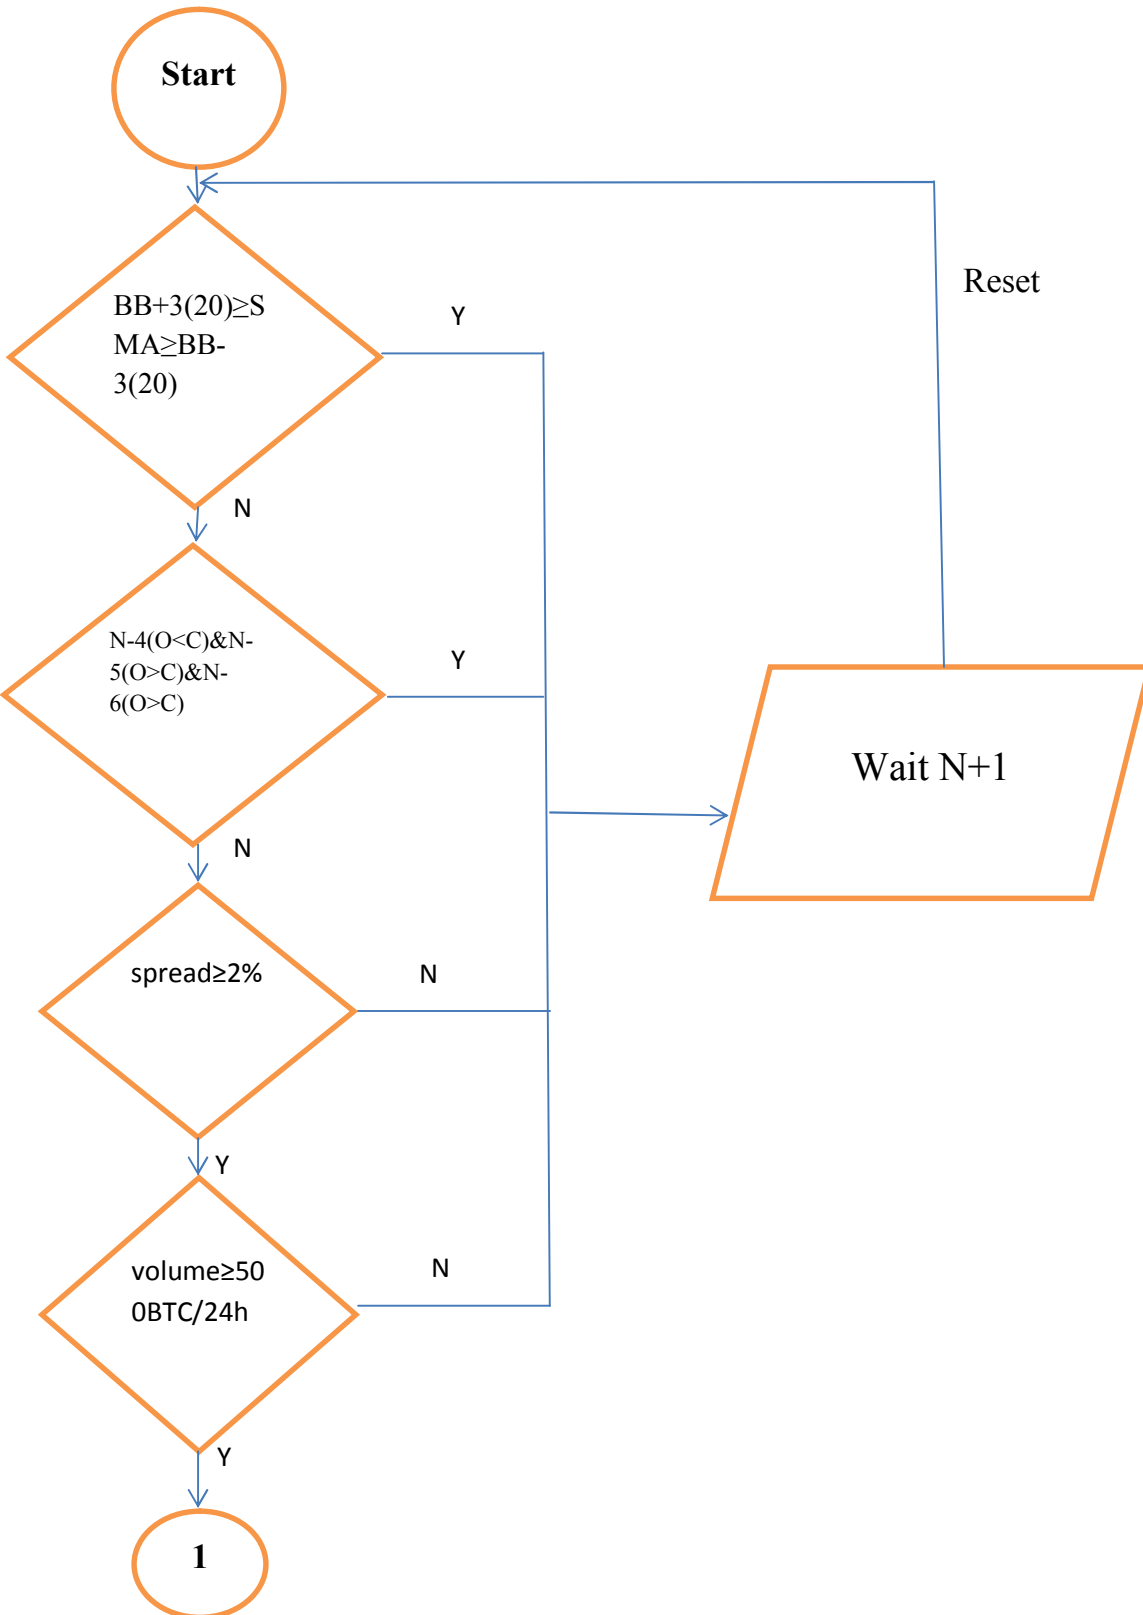 Start
Reset
BB+3(20)≥S
MA≥BB-
3(20)
Y
N
N-4(O<C)&N-
5(O>C)&N-
6(O>C)
Y
Wait N+1
N
spread≥2%
N
Y
volume≥50
0BTC/24h
N
Y
1